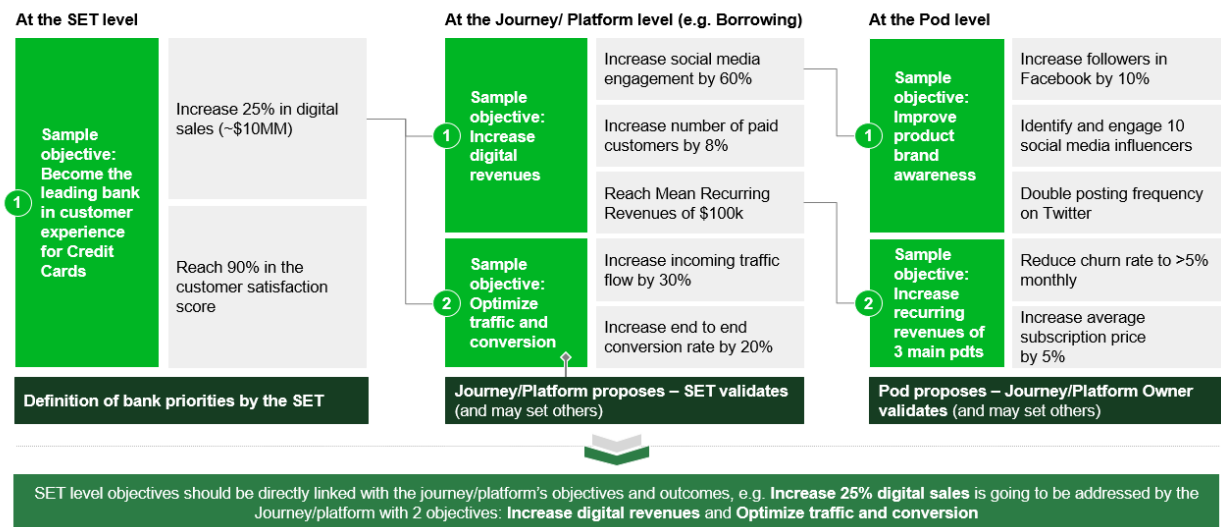 At the SET level
1
Sample
objective:
Become the
leading bank
in customer
experience
for Credit
Cards
Increase 25% in digital
sales (~$10MM)
Reach 90% in the
customer satisfaction
score
Definition of bank priorities by the SET
At the Journey/ Platform level (e.g. Borrowing)
1
Sample
objective:
Increase
digital
revenues
Increase social media
engagement by 60%
Increase number of paid
customers by 8%
Reach Mean Recurring
Revenues of $100k
2
Sample
objective:
Optimize
traffic and
conversion
Increase incoming traffic
flow by 30%
Increase end to end
conversion rate by 20%
Journey/Platform proposes – SET validates
(and may set others)
At the Pod level
1
Sample
objective:
Improve
product
brand
awareness
Increase followers in
Facebook by 10%
Identify and engage 10
social media influencers
Double posting frequency
on Twitter
2
Sample
objective:
Increase
recurring
revenues of
3 main pdts
Reduce churn rate to >5%
monthly
Increase average
subscription price
by 5%
Pod proposes – Journey/Platform Owner
validates (and may set others)
SET level objectives should be directly linked with the journey/platform's objectives and outcomes, e.g. Increase 25% digital sales is going to be addressed by the
Journey/platform with 2 objectives: Increase digital revenues and Optimize traffic and conversion